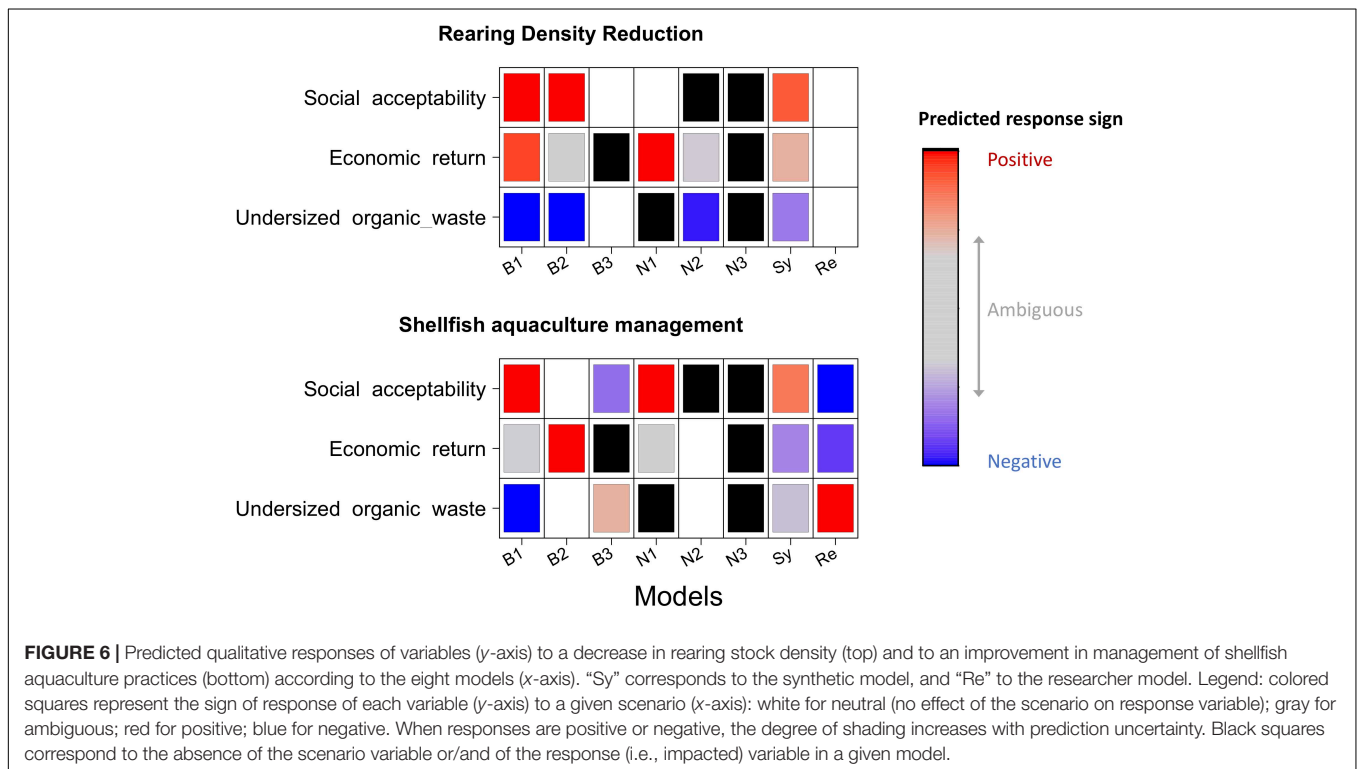 Rearing Density Reduction
Social acceptability
Economic return
Undersized organic_waste
B1 B2 B3 N1 N2 N3 Sy Re
Predicted response sign
Positive
Ambiguous
Negative
Shellfish aquaculture management
Social acceptability
Economic return
Undersized organic waste
B1 B2 B3 N1 N2 N3 Sy Re
Models
FIGURE 6 | Predicted qualitative responses of variables (y-axis) to a decrease in rearing stock density (top) and to an improvement in management of shellfish
aquaculture practices (bottom) according to the eight models (x-axis). “Sy” corresponds to the synthetic model, and “Re” to the researcher model. Legend: colored
squares represent the sign of response of each variable (y-axis) to a given scenario (x-axis): white for neutral (no effect of the scenario on response variable); gray for
ambiguous; red for positive; blue for negative. When responses are positive or negative, the degree of shading increases with prediction uncertainty. Black squares
correspond to the absence of the scenario variable or/and of the response (i.e., impacted) variable in a given model.